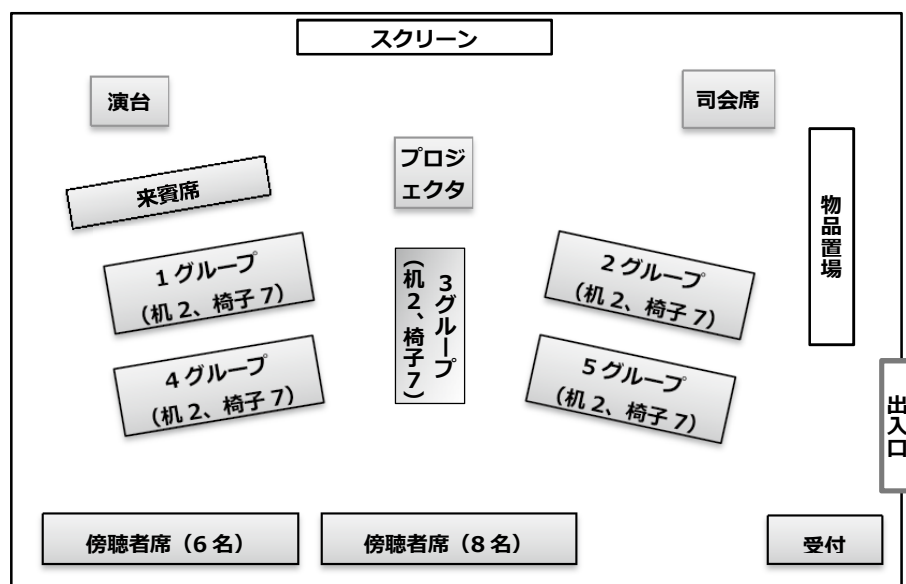 スクリーン
演台
司会席
プロジ
ェクタ
来賓席
物品置場
1グループ
（机2、椅子7）
3グループ
（机2、椅子7）
2グループ
（机2、椅子7）
4グループ
（机2、椅子7）
5グループ
（机2、椅子7）
出入口
傍聴者席（6名）
傍聴者席（8名）
受付